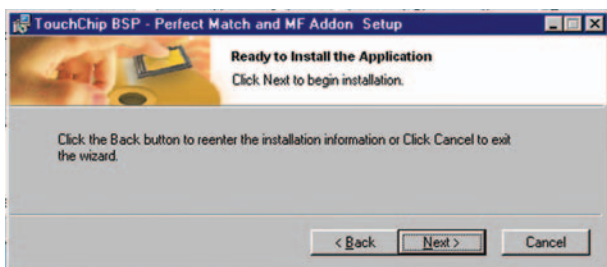 TouchChip BSP - Perfect Match and MF Addon Setup
Ready to Install the Application
Click Next to begin installation.
Click the Back button to reenter the installation information or Click Cancel to exit
the wizard.
< Back Next > Cancel